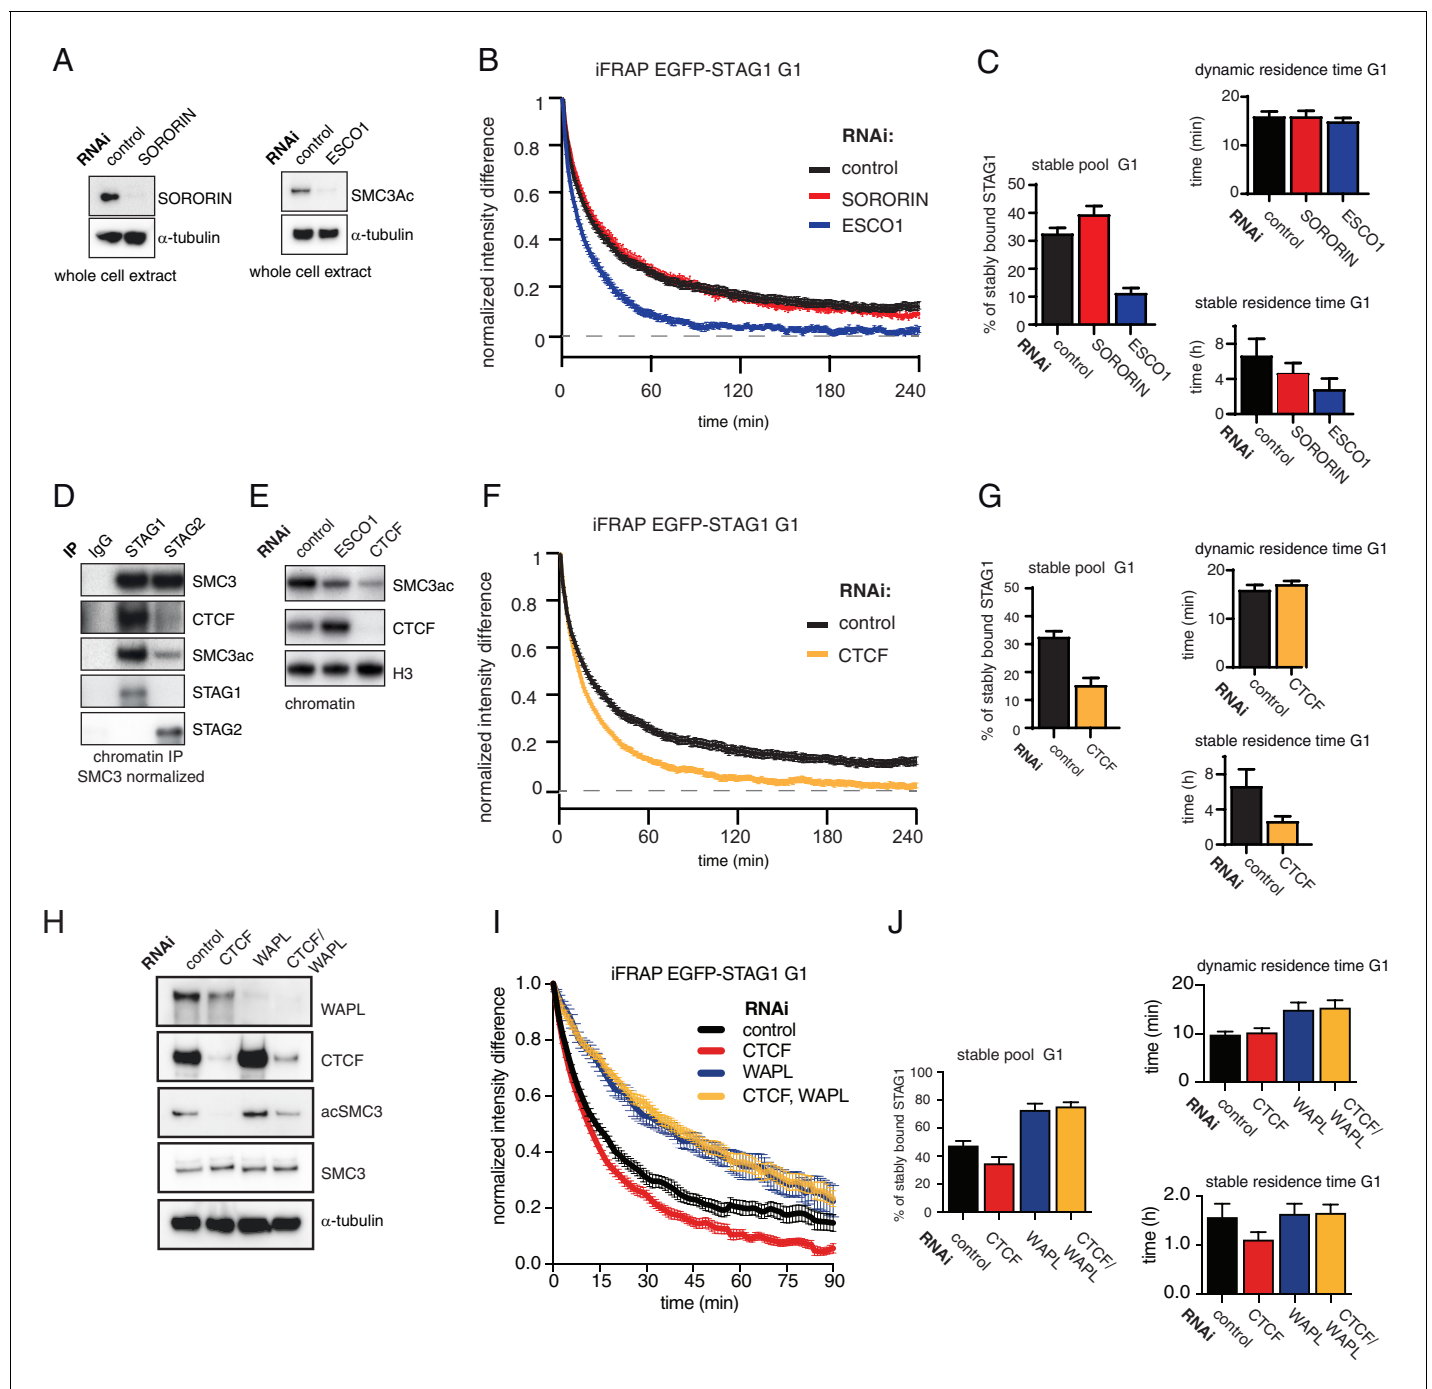 A
RNAi
control
SORORIN
SORORIN
α-tubulin
whole cell extract
RNAi
control
ESCO1
SMC3Ac
α-tubulin
whole cell extract
B
iFRAP EGFP-STAG1 G1
normalized intensity difference
1
0.8
0.6
0.4
0.2
0
0 60 120 180 240
time (min)
RNAi:
control
SORORIN
ESCO1
C
stable pool G1
% of stably bound STAG1
50
40
30
20
10
0
RNAi
control
SORORIN
ESCO1
dynamic residence time G1
time (min)
20
10
0
RNAi
control
SORORIN
ESCO1
stable residence time G1
time (h)
8
4
0
RNAi
control
SORORIN
ESCO1
D
IP
IgG
STAG1
STAG2
SMC3
CTCF
SMC3ac
STAG1
STAG2
chromatin IP
SMC3 normalized
E
RNAi
control
ESCO1
CTCF
SMC3ac
CTCF
H3
chromatin
F
iFRAP EGFP-STAG1 G1
normalized intensity difference
1
0.8
0.6
0.4
0.2
0
0 60 120 180 240
time (min)
RNAi:
control
CTCF
G
stable pool G1
% of stably bound STAG1
50
40
30
20
10
0
RNAi
control
CTCF
dynamic residence time G1
time (min)
20
10
0
RNAi
control
CTCF
stable residence time G1
time (h)
8
4
0
RNAi
control
CTCF
H
RNAi
control
CTCF
WAPL
CTCF/
WAPL
WAPL
CTCF
acSMC3
SMC3
α-tubulin
I
iFRAP EGFP-STAG1 G1
normalized intensity difference
1.0
0.8
0.6
0.4
0.2
0.0
0 15 30 45 60 75 90
time (min)
RNAi
control
CTCF
WAPL
CTCF, WAPL
J
stable pool G1
% of stably bound STAG1
100
80
60
40
20
0
RNAi
control
CTCF
WAPL
CTCF/
WAPL
dynamic residence time G1
time (min)
20
10
0
RNAi
control
CTCF
WAPL
CTCF/
WAPL
stable residence time G1
time (h)
2.0
1.0
0.0
RNAi
control
CTCF
WAPL
CTCF/
WAPL